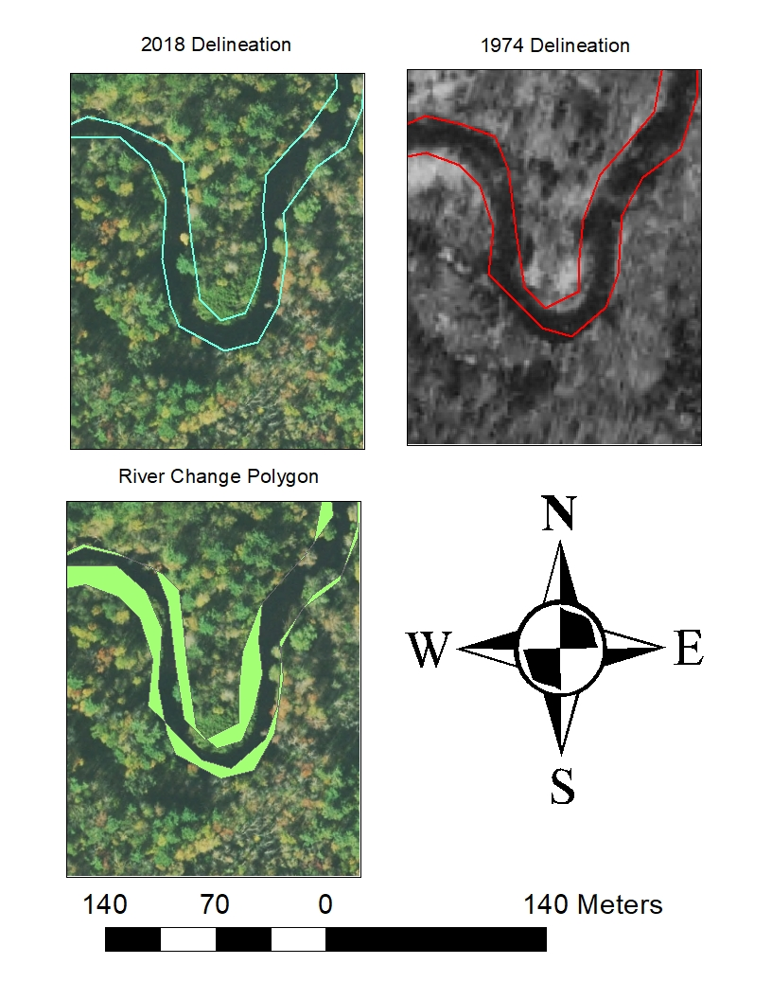 2018 Delineation
1974 Delineation
River Change Polygon
N
W
E
S
140 70 0 140 Meters